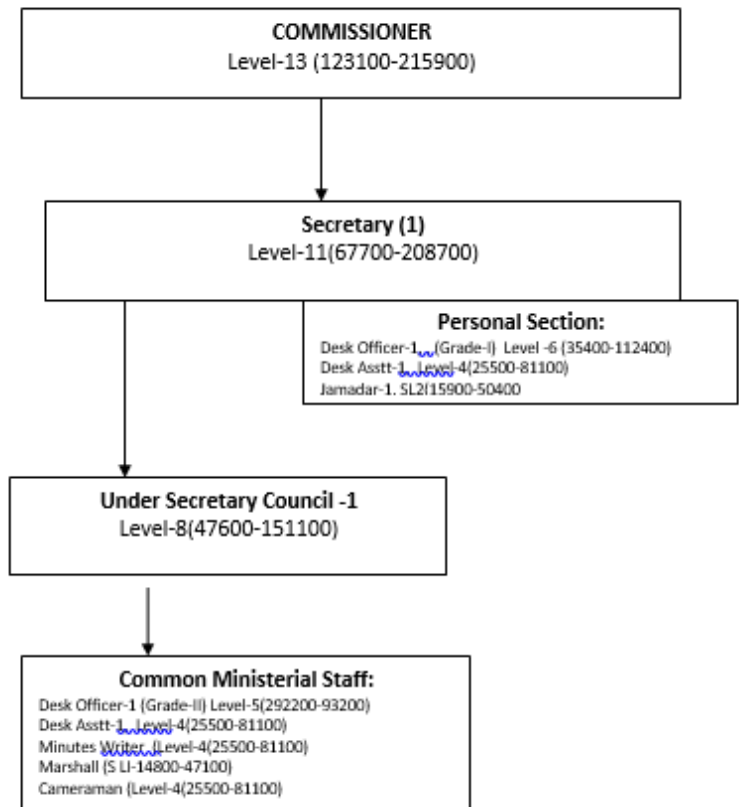 COMMISSIONER
Level-13 (123100-215900)
Secretary (1)
Level-11(67700-208700)
Personal Section:
Desk Officer-1,, (Grade-I) Level -6 (35400-112400)
Desk Asstt-1, Level-4(25500-81100)
Jamadar-1. SL2(15900-50400
Under Secretary Council -1
Level-8(47600-151100)
Common Ministerial Staff:
Desk Officer-1 (Grade-II) Level-5(292200-93200)
Desk Asstt-1, Level-4(25500-81100)
Minutes Writer (Level-4(25500-81100)
Marshall (S LI-14800-47100)
Cameraman (Level-4(25500-81100)